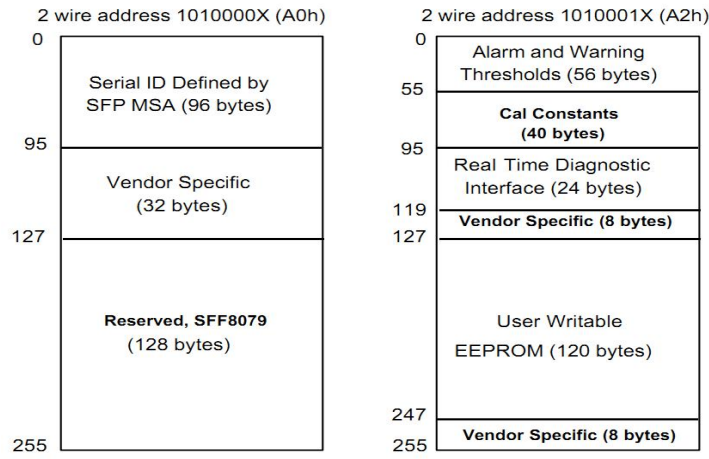 2 wire address 1010000X (A0h)
0
Serial ID Defined by
SFP MSA (96 bytes)
95
Vendor Specific
(32 bytes)
127
Reserved, SFF8079
(128 bytes)
255
2 wire address 1010001X (A2h)
0
Alarm and Warning
Thresholds (56 bytes)
55
Cal Constants
(40 bytes)
95
Real Time Diagnostic
Interface (24 bytes)
119
Vendor Specific (8 bytes)
127
User Writable
EEPROM (120 bytes)
247
Vendor Specific (8 bytes)
255